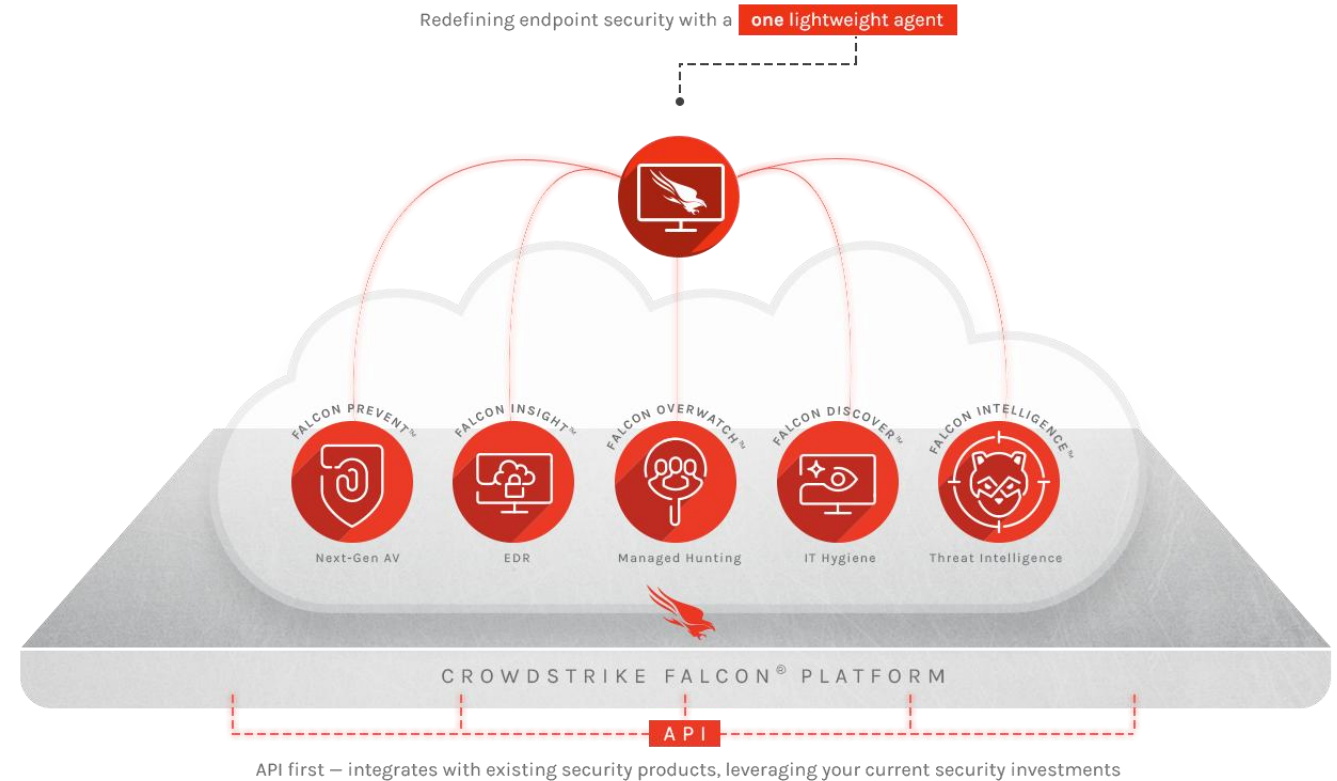 Redefining endpoint security with a one lightweight agent
FALCON PREVENT™
FALCON INSIGHT™
FALCON OVERWATCH™
FALCON DISCOVER™
FALCON INTELLIGENCE™
Next-Gen AV
EDR
Managed Hunting
IT Hygiene
Threat Intelligence
CROWDSTRIKE FALCON® PLATFORM
API
API first — integrates with existing security products, leveraging your current security investments